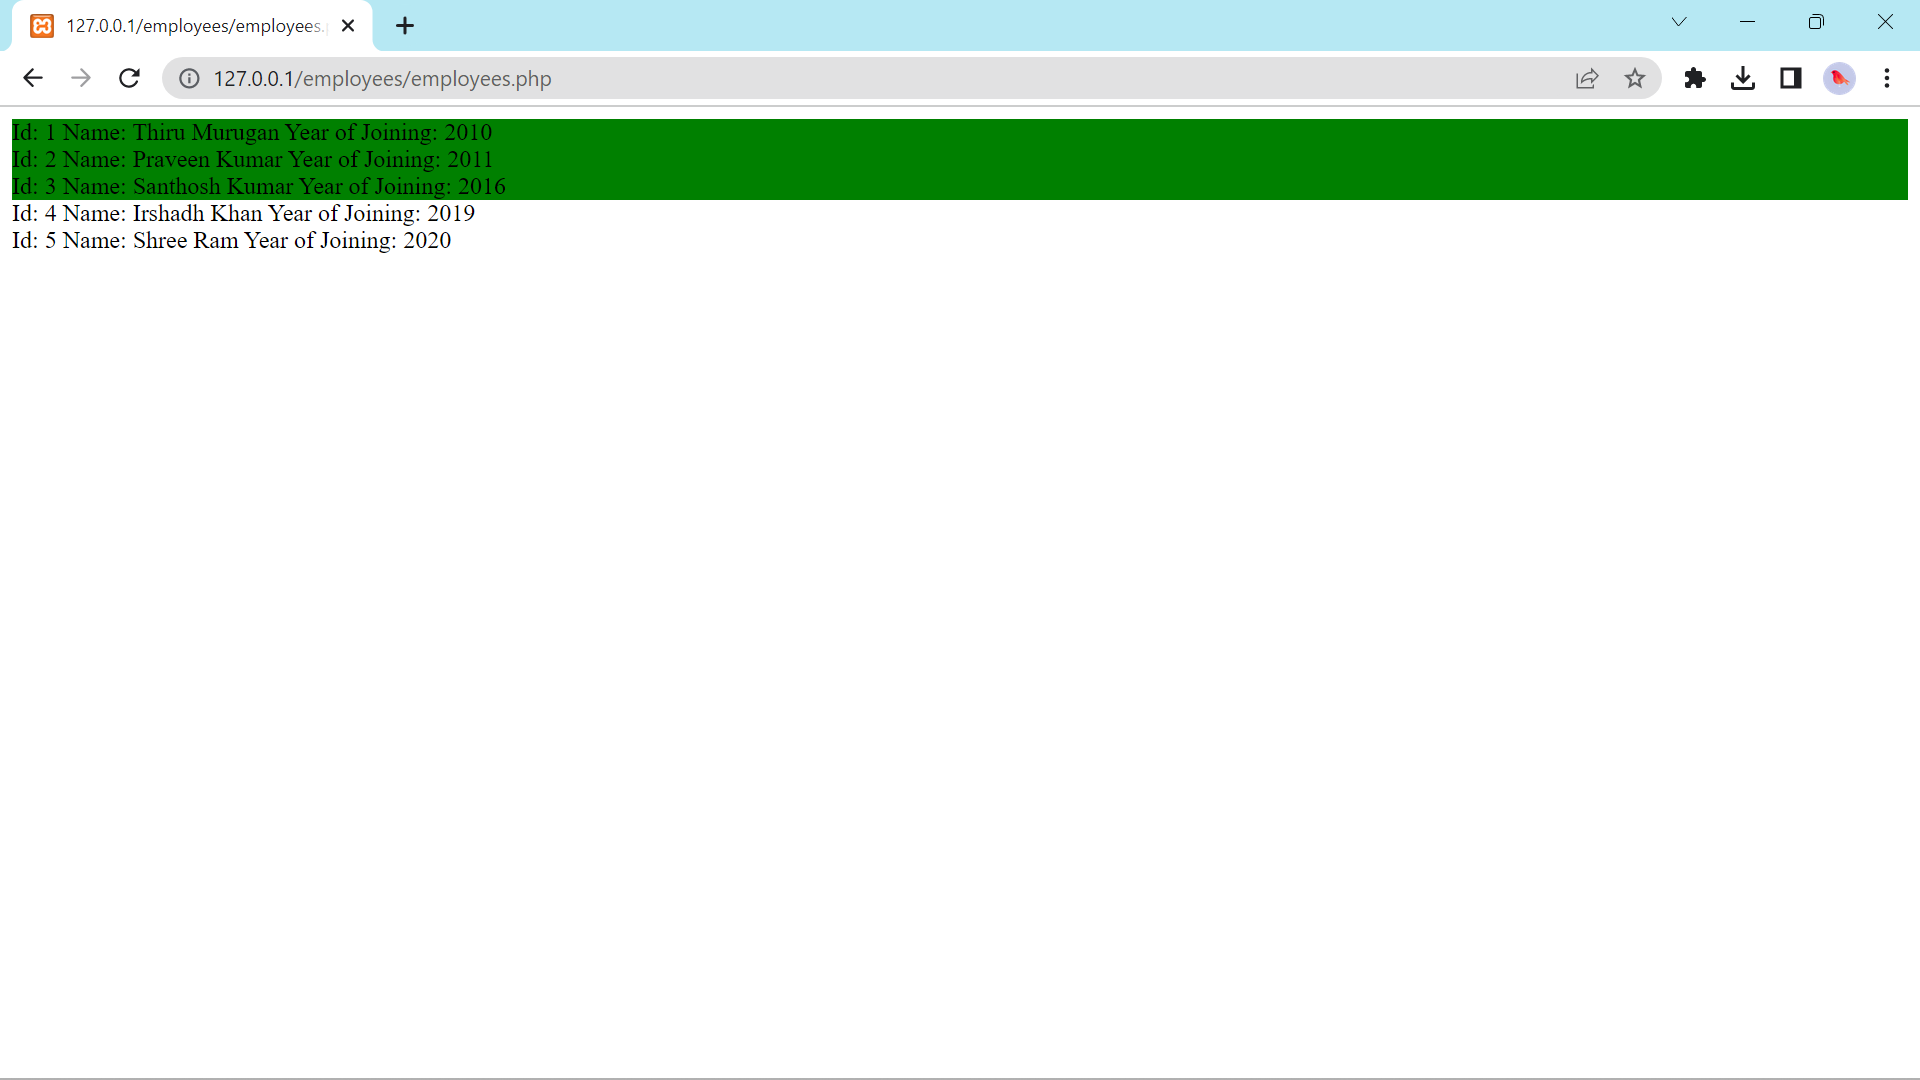 127.0.0.1/employees/employees.
127.0.0.1/employees/employees.php
Id: 1 Name: Thiru Murugan Year of Joining: 2010
Id: 2 Name: Praveen Kumar Year of Joining: 2011
Id: 3 Name: Santhosh Kumar Year of Joining: 2016
Id: 4 Name: Irshadh Khan Year of Joining: 2019
Id: 5 Name: Shree Ram Year of Joining: 2020